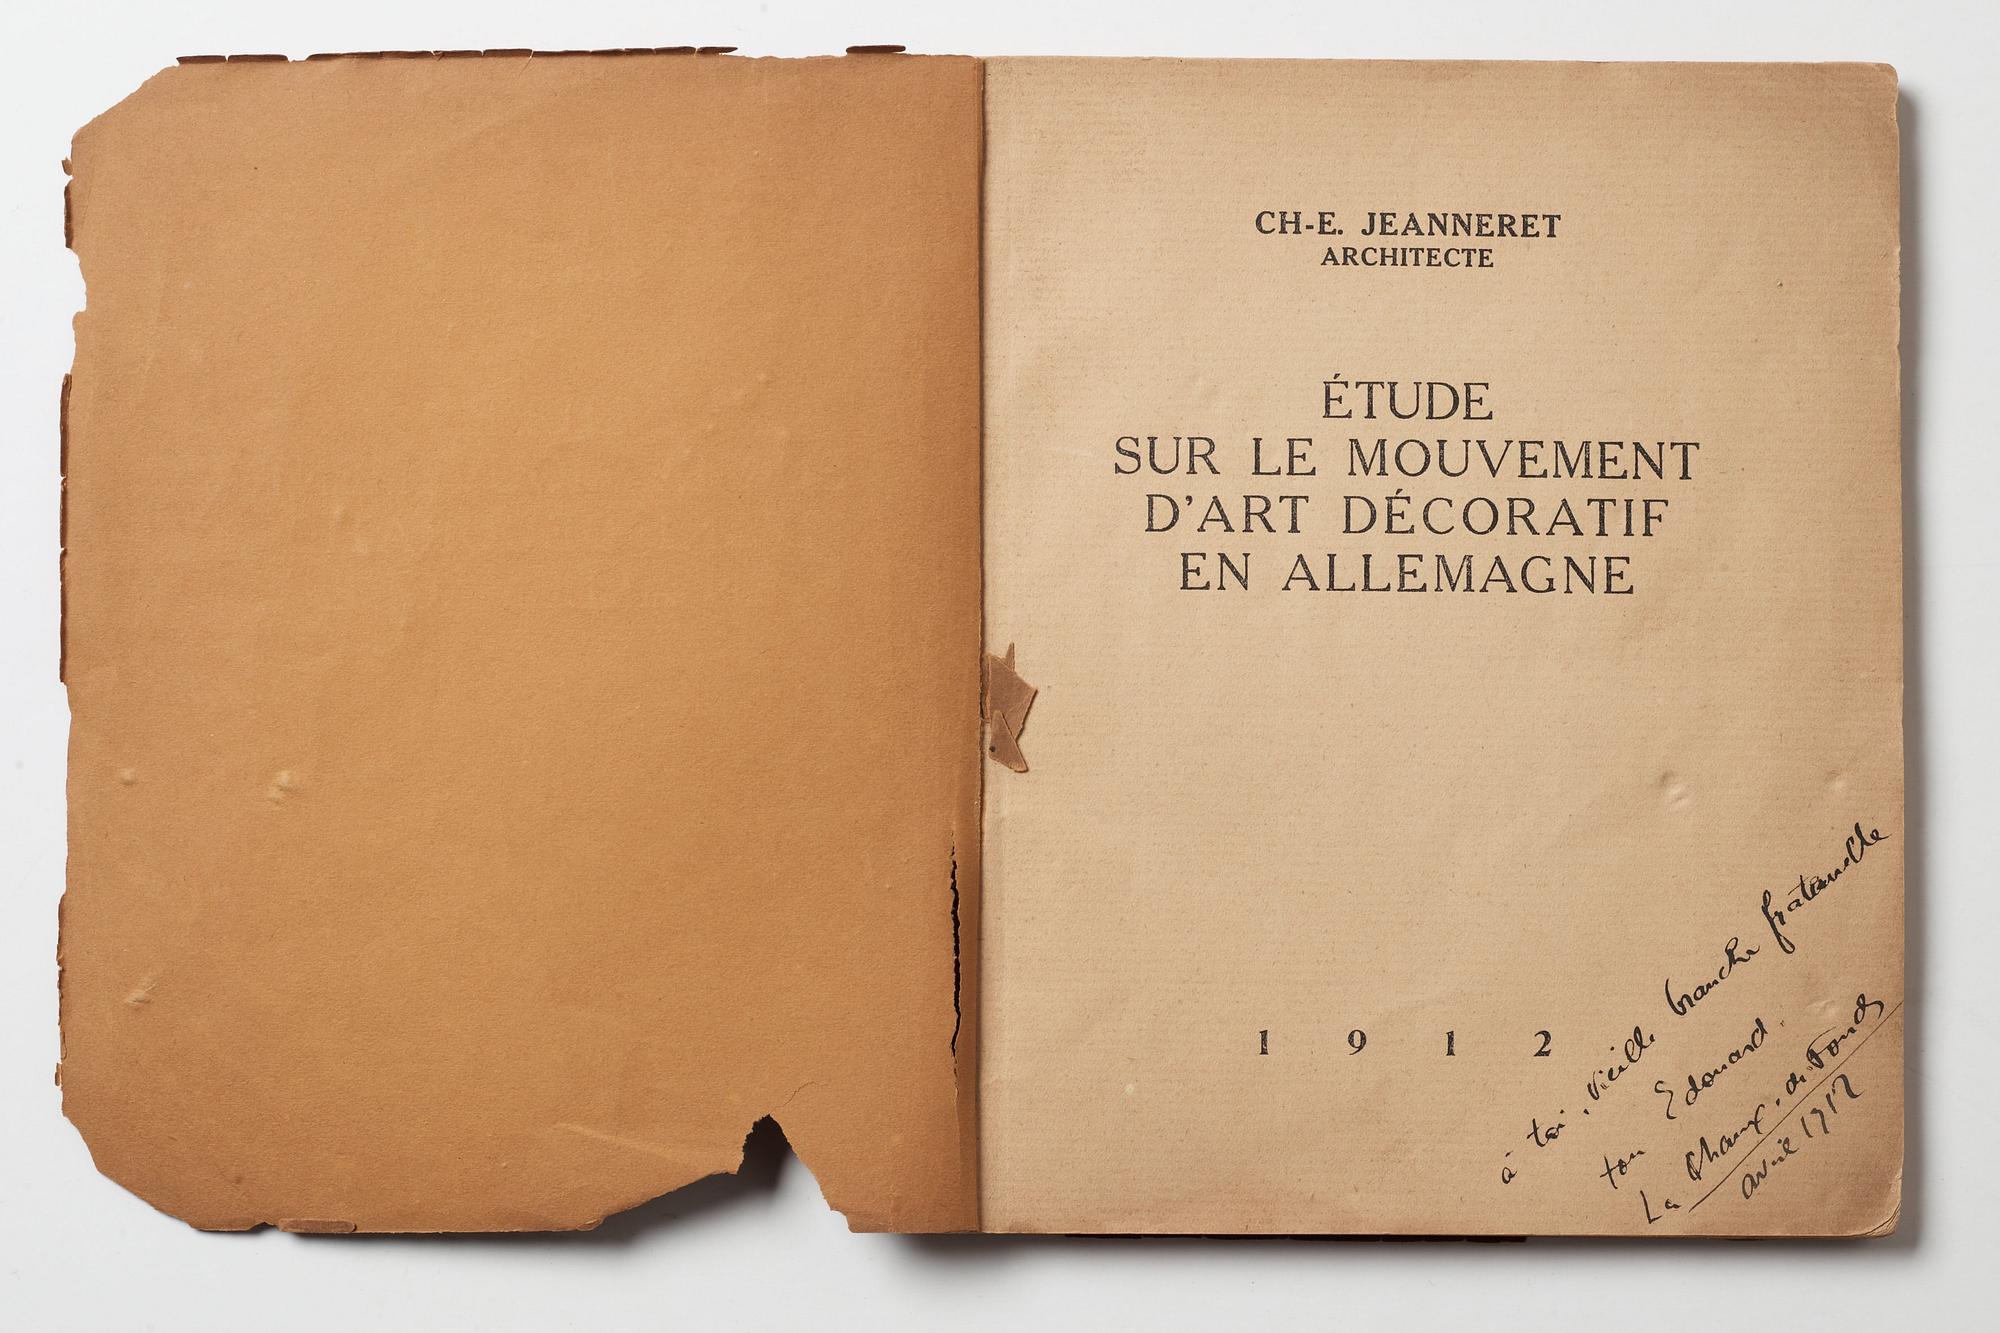 CH-E. JEANNERET
ARCHITECTE
ÉTUDE
SUR LE MOUVEMENT
D'ART DÉCORATIF
EN ALLEMAGNE
1 9 1 2
à toi, vieille branche fraternelle
ton Edouard.
La Chaux-de-Fonds
avril 1912